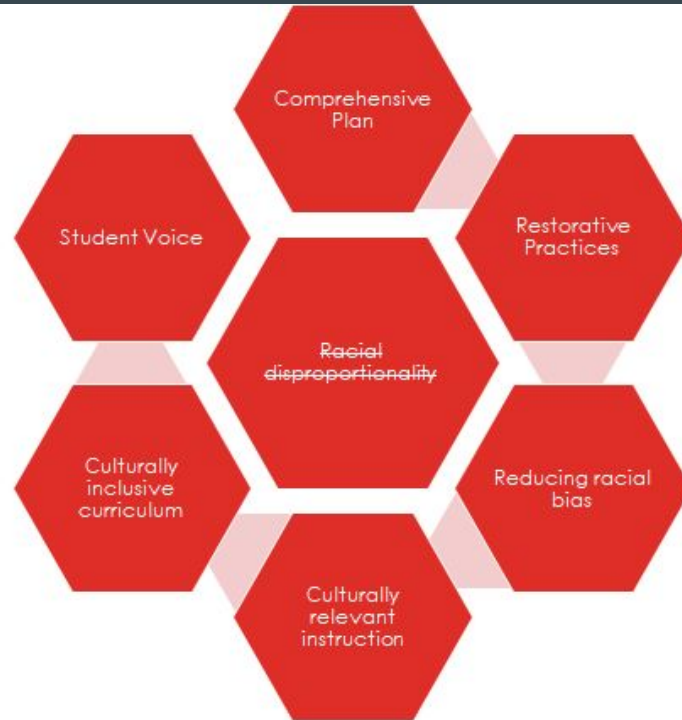 Comprehensive
Plan
Restorative
Practices
Reducing racial
bias
Culturally
relevant
instruction
Culturally
inclusive
curriculum
Student Voice
Racial
disproportionality